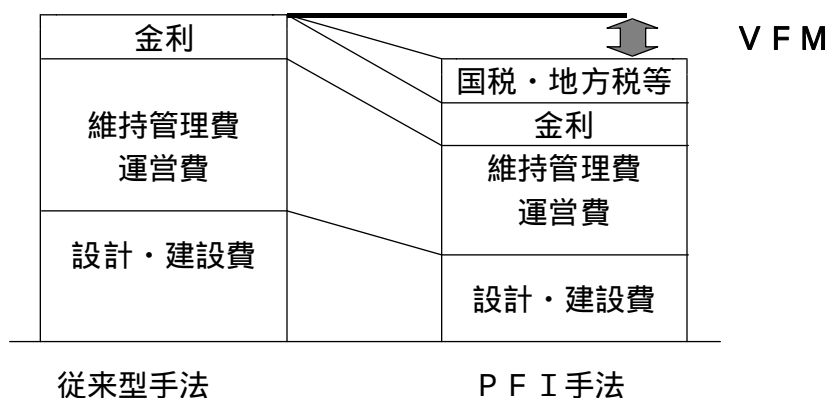 金利
維持管理費
運営費
設計・建設費
従来型手法
国税・地方税等
金利
維持管理費
運営費
設計・建設費
ＰＦＩ手法
ＶＦＭ